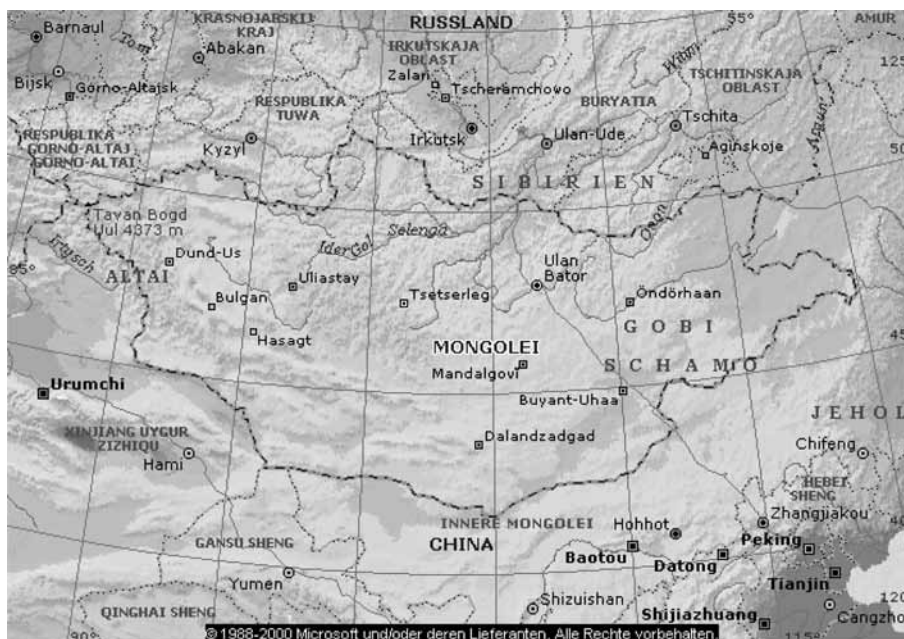 RUSSLAND
55°
AMUR
125°
KRASNOJARSKIJ
KRAJ
Barnaul
Tom
Abakan
IRKUTSKAJA
OBLAST
Zalari
Tscheramchowo
Witim
TSCHITINSKAJA
OBLAST
Bijsk
Gorno-Altajsk
RESPUBLIKA
TUWA
BURYATIA
Tschita
Argun
RESPUBLIKA
GORNO-ALTAJ
GORNO-ALTAI
Kyzyl
Irkutsk
Ulan-Ude
Aginskoje
50°
SIBIRIEN
Tavan Bogd
Uul 4373 m
Irtysch
Ider Gol
Selenga
Onon
85°
ALTAI
Dund-Us
Uliastay
Ulan
Bator
Bulgan
Tsetserleg
Öndörhaan
Hasagt
GOBI
45°
MONGOLEI
SCHAMO
Mandalgovi
Urumchi
Buyant-Uhaa
JEHOL
XINJIANG UYGUR
ZIZHIQU
Hami
Dalandzadgad
Chifeng
HEBEI
SHENG
INNERE MONGOLEI
Hohhot
Zhangjiakou
40°
GANSU SHENG
CHINA
Baotou
Datong
Peking
Yumen
Tianjin
QINGHAI SHENG
Shizuishan
Shijiazhuang
Cangzho
120°
90°
115°
© 1988-2000 Microsoft und/oder deren Lieferanten. Alle Rechte vorbehalten.